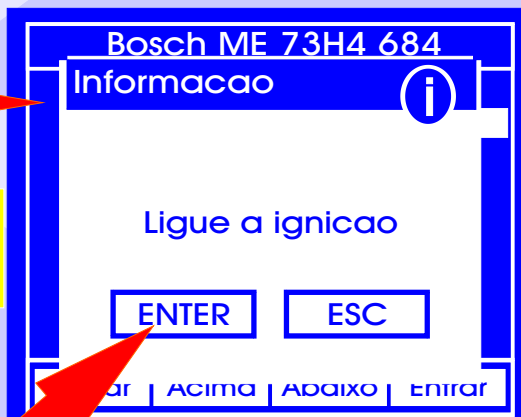 Bosch ME 73H4 684
Informacao
i
Ligue a ignicao
ENTER ESC
Acima Abaixo Entrar